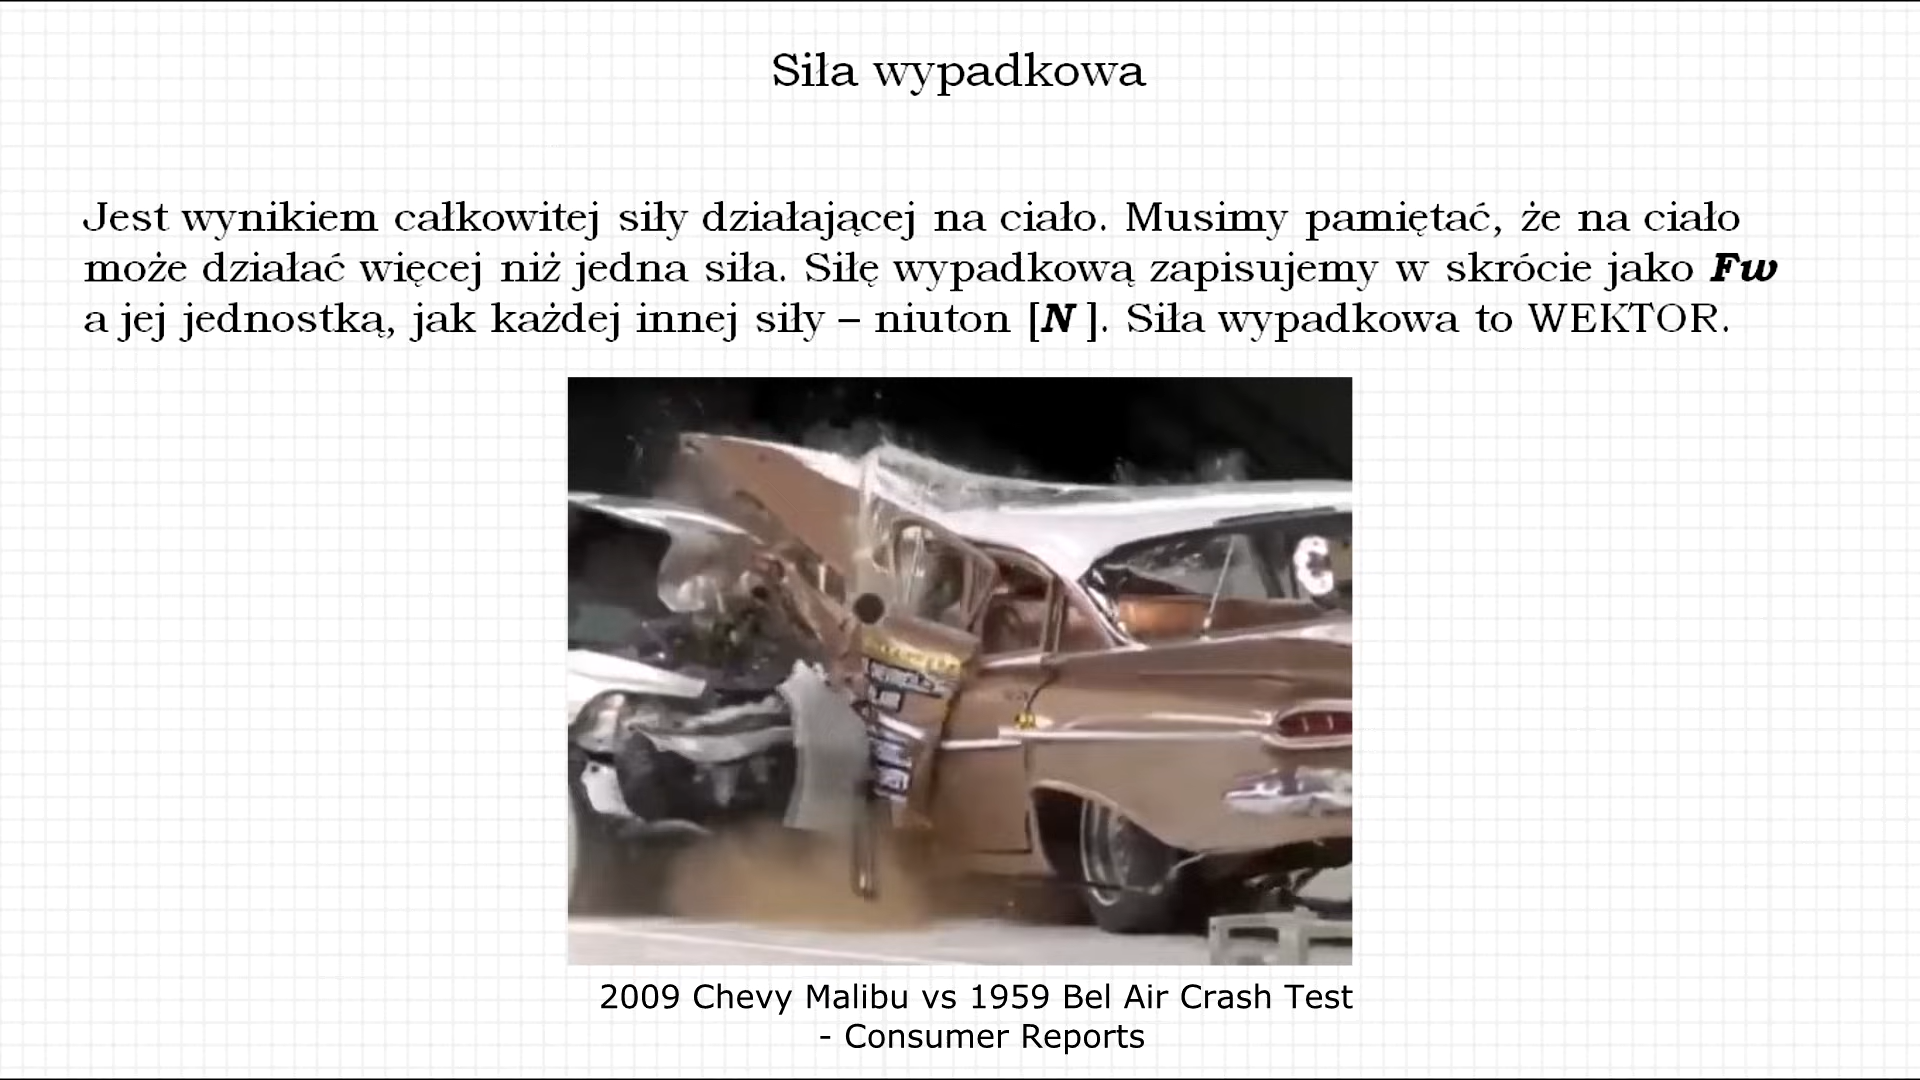 Siła wypadkowa
Jest wynikiem całkowitej siły działającej na ciało. Musimy pamiętać, że na ciało
może działać więcej niż jedna siła. Siłę wypadkową zapisujemy w skrócie jako Fw
a jej jednostką, jak każdej innej siły – niuton [N ]. Siła wypadkowa to WEKTOR.
2009 Chevy Malibu vs 1959 Bel Air Crash Test
- Consumer Reports